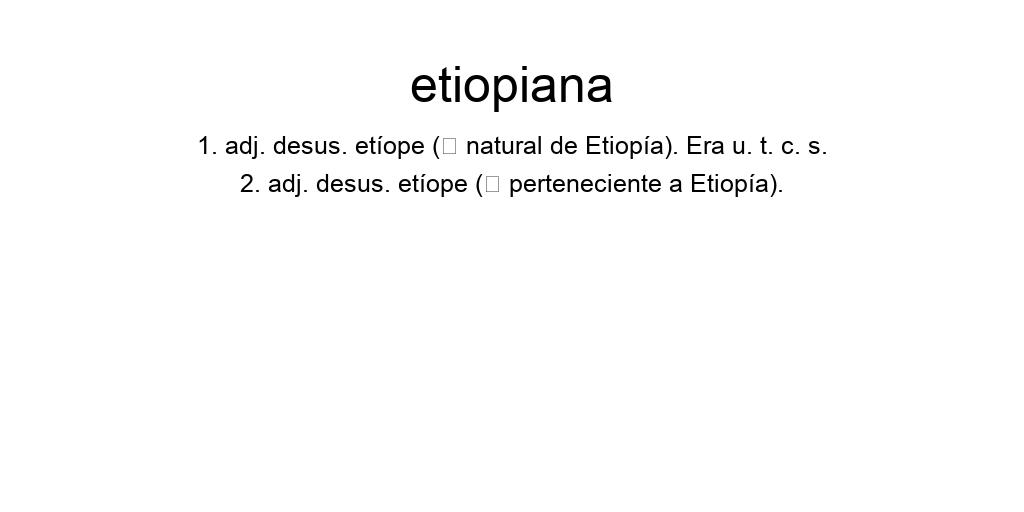 etiopiana
1. adj. desus. etíope (□ natural de Etiopía). Era u. t. c. s.
2. adj. desus. etíope (□ perteneciente a Etiopía).